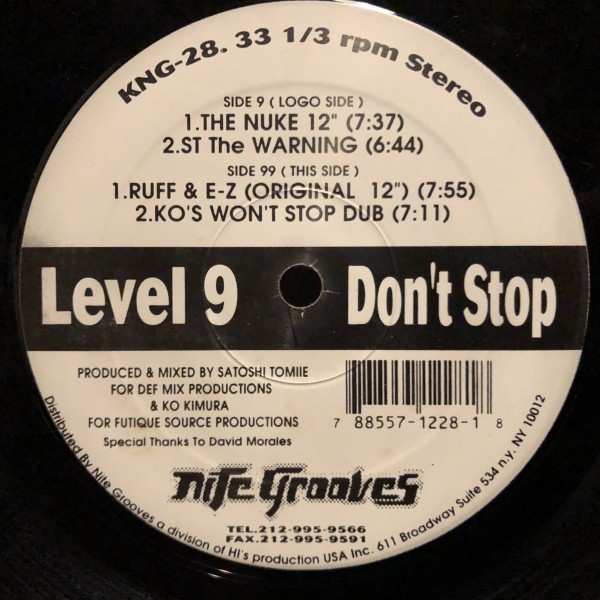 KNG-28. 33 1/3 rpm Stereo
SIDE 9 ( LOGO SIDE )
1.THE NUKE 12" (7:37)
2.ST The WARNING (6:44)
SIDE 99 ( THIS SIDE )
1.RUFF & E-Z (ORIGINAL 12") (7:55)
2.KO'S WON'T STOP DUB (7:11)
Level 9 Don't Stop
PRODUCED & MIXED BY SATOSHI TOMIIE
FOR DEF MIX PRODUCTIONS
& KO KIMURA
FOR FUTIQUE SOURCE PRODUCTIONS
Special Thanks To David Morales
7 88557-1228-1 8
NITE GROOVES
TEL.212-995-9566
FAX.212-995-9591
Distributed By Nite Grooves a division of HI's production USA Inc. 611 Broadway Suite 534 n.y. NY 10012